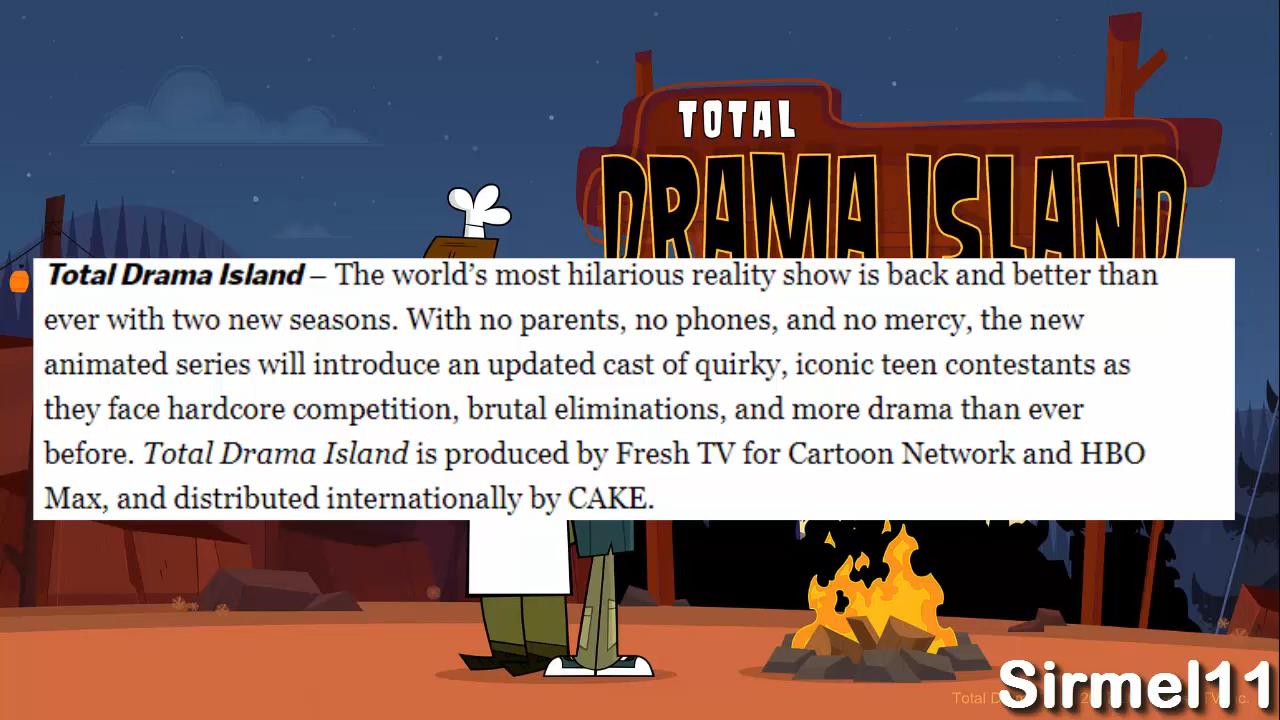 TOTAL
DRAMA ISLAND
Total Drama Island – The world’s most hilarious reality show is back and better than
ever with two new seasons. With no parents, no phones, and no mercy, the new
animated series will introduce an updated cast of quirky, iconic teen contestants as
they face hardcore competition, brutal eliminations, and more drama than ever
before. Total Drama Island is produced by Fresh TV for Cartoon Network and HBO
Max, and distributed internationally by CAKE.
Sirmel11
Total